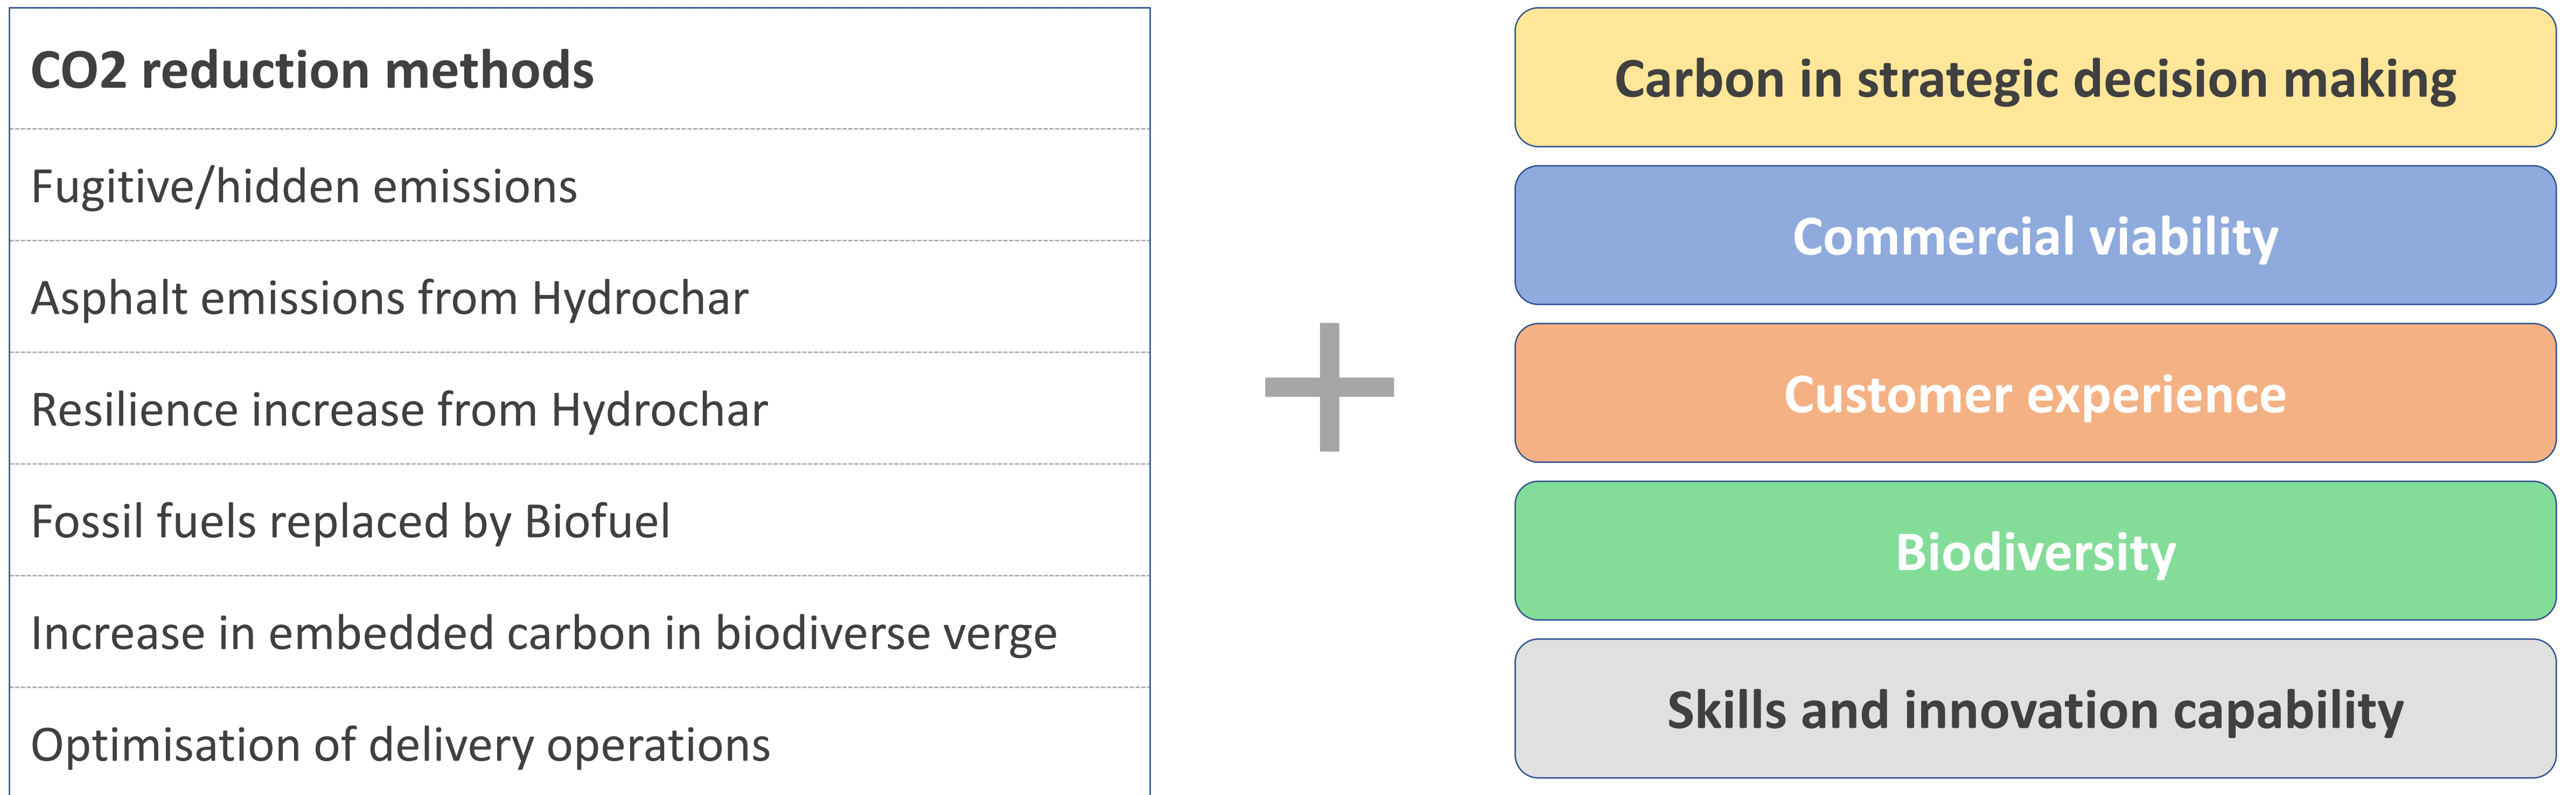 CO2 reduction methods
Fugitive/hidden emissions
Asphalt emissions from Hydrochar
Resilience increase from Hydrochar
Fossil fuels replaced by Biofuel
Increase in embedded carbon in biodiverse verge
Optimisation of delivery operations
+
Carbon in strategic decision making
Commercial viability
Customer experience
Biodiversity
Skills and innovation capability